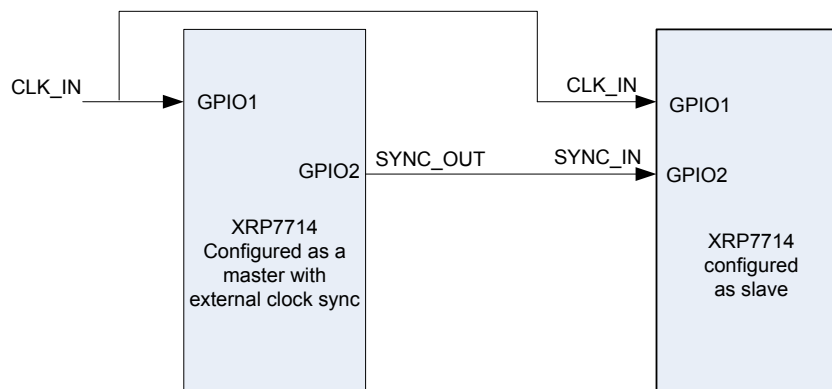 CLK_IN
GPIO1
GPIO2
XRP7714
Configured as a
master with
external clock sync
SYNC_OUT
CLK_IN
SYNC_IN
GPIO1
GPIO2
XRP7714
configured
as slave